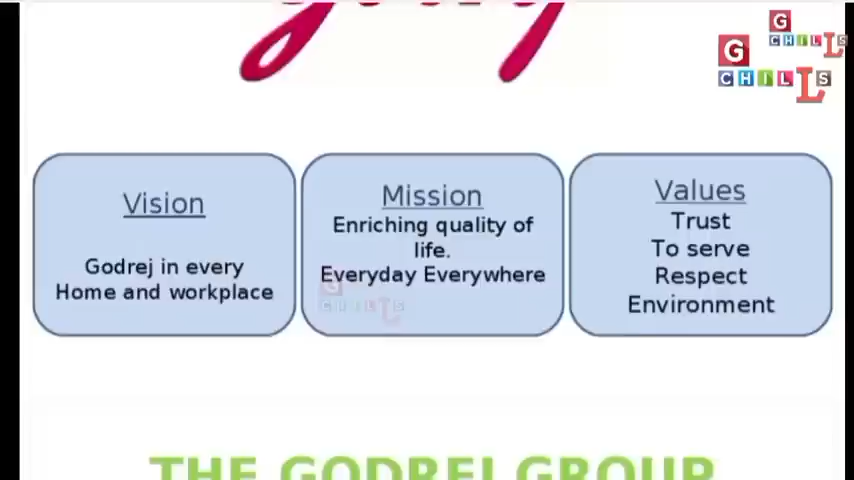 G
CHILLS
G
CHILLS
Vision
Godrej in every
Home and workplace
Mission
Enriching quality of
life.
Everyday Everywhere
G
CHILLS
Values
Trust
To serve
Respect
Environment
THE GODREJ GROUP